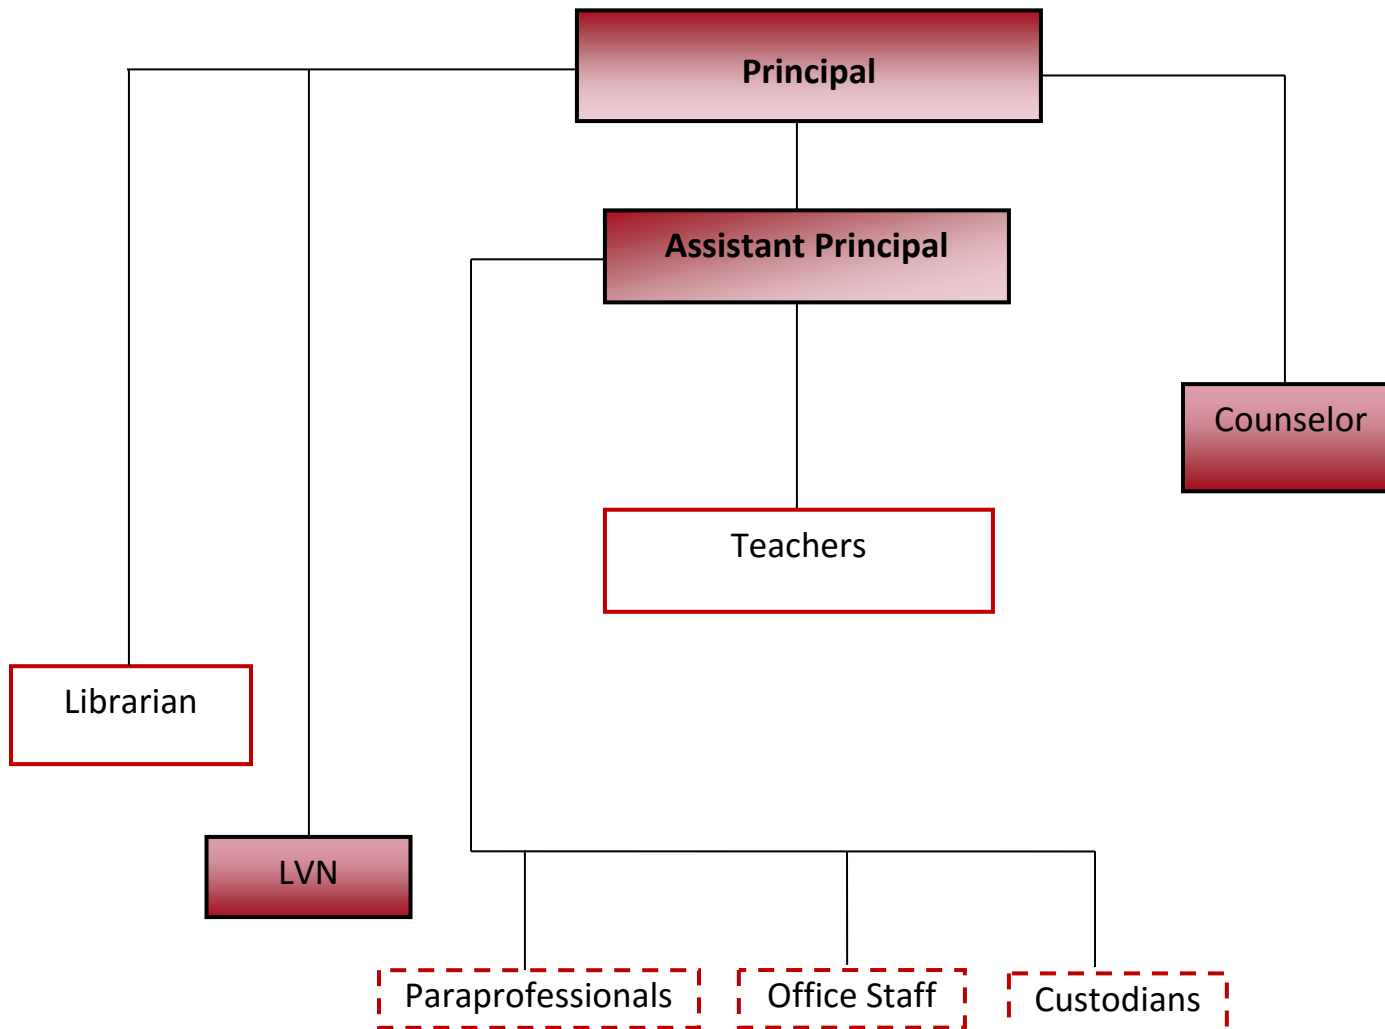 Principal
Assistant Principal
Counselor
Teachers
Librarian
LVN
Paraprofessionals
Office Staff
Custodians